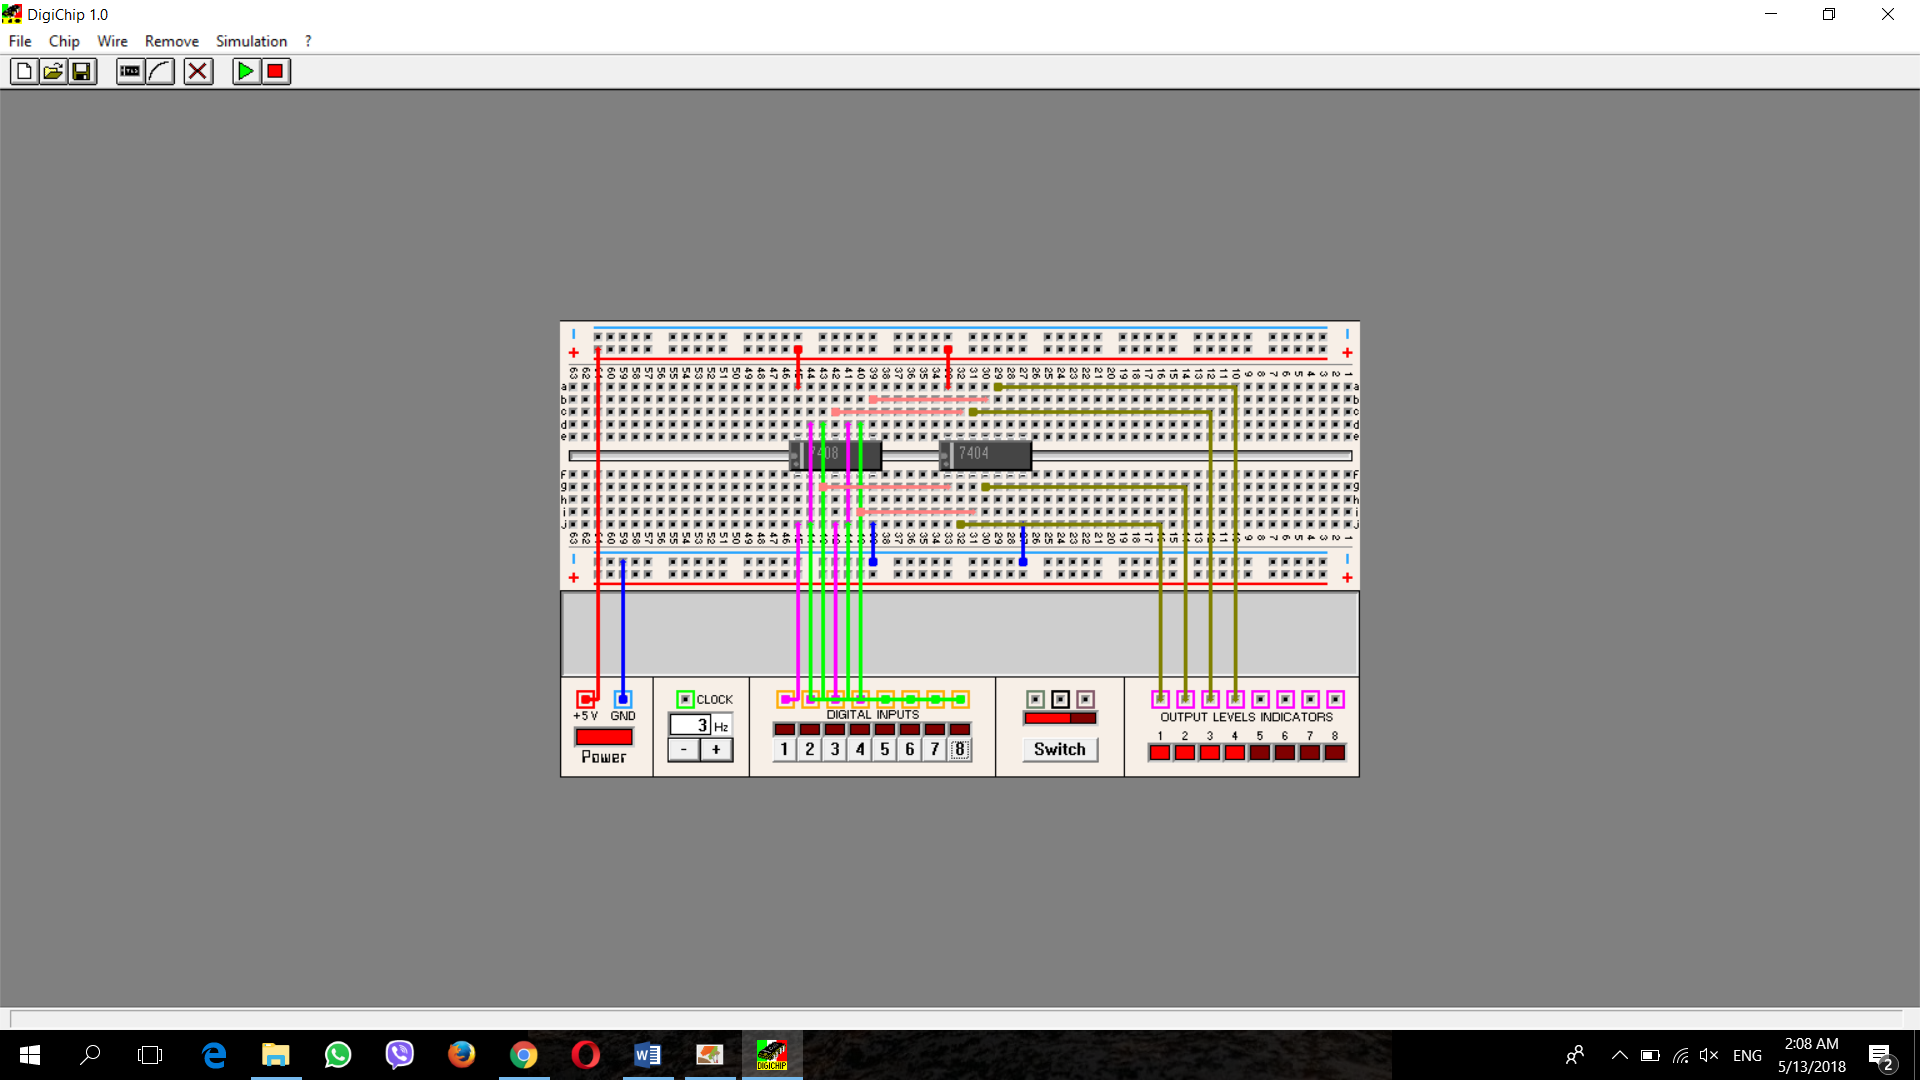 DigiChip 1.0
File Chip Wire Remove Simulation ?
a a
b b
c c
d d
e e
7408 7404
f f
g g
h h
i i
j j
+5V GND
Power
CLOCK
3 Hz
- +
DIGITAL INPUTS
1 2 3 4 5 6 7 8
Switch
OUTPUT LEVELS INDICATORS
1 2 3 4 5 6 7 8
DIGICHIP
ENG
2:08 AM
5/13/2018
2